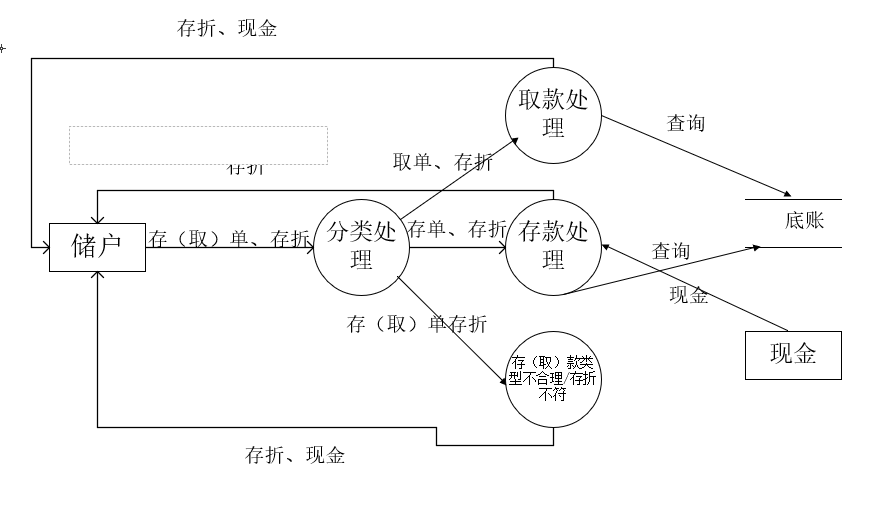 存折、现金
取款处
理
查询
取单、存折
存折
底账
储户
存（取）单、存折
分类处
理
存单、存折
存款处
理
查询
现金
存（取）单存折
现金
存（取）款类
型不合理/存折
不符
存折、现金